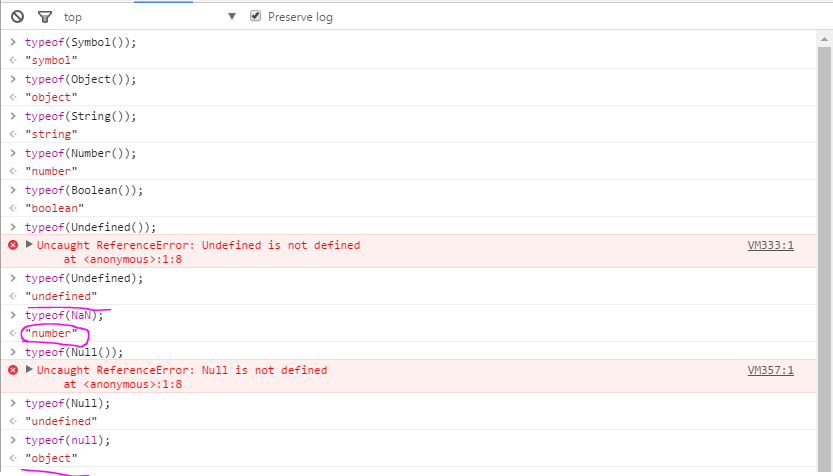 top Preserve log
typeof(Symbol());
"symbol"
typeof(Object());
"object"
typeof(String());
"string"
typeof(Number());
"number"
typeof(Boolean());
"boolean"
typeof(Undefined());
Uncaught ReferenceError: Undefined is not defined VM333:1
at <anonymous>:1:8
typeof(Undefined);
"undefined"
typeof(NaN);
"number"
typeof(Null());
Uncaught ReferenceError: Null is not defined VM357:1
at <anonymous>:1:8
typeof(Null);
"undefined"
typeof(null);
"object"